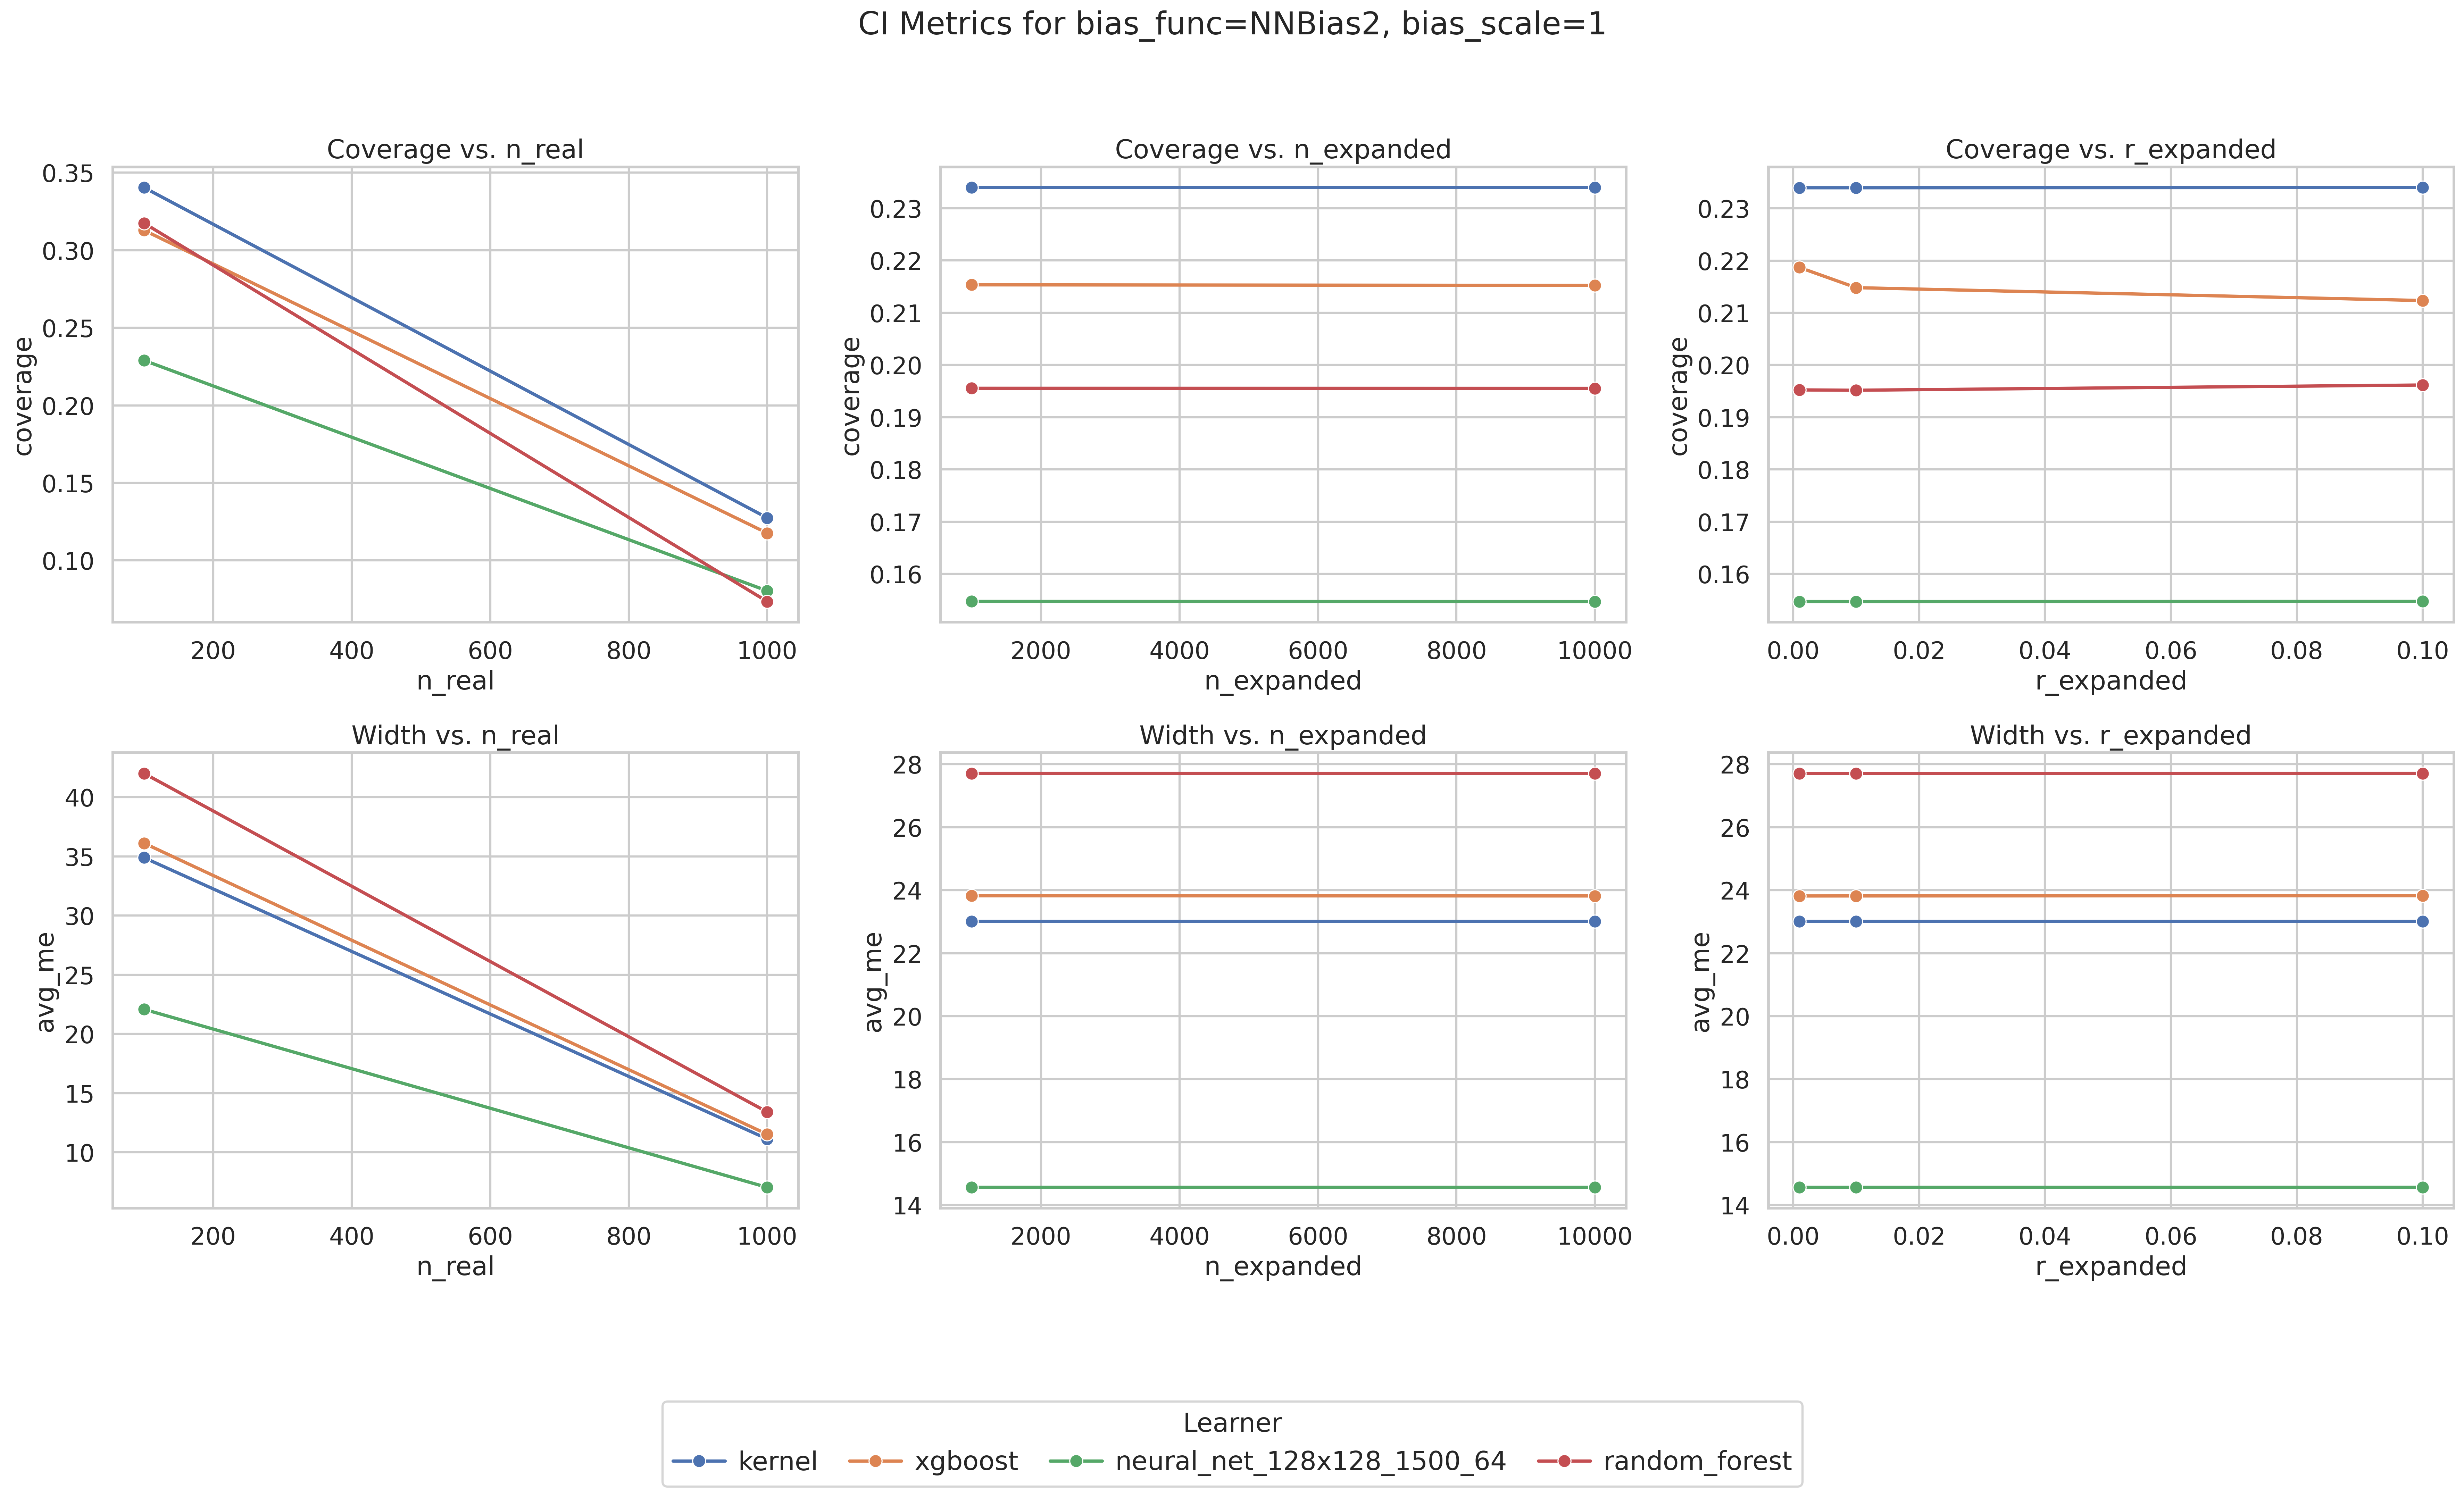 CI Metrics for bias_func=NNBias2, bias_scale=1
Coverage vs. n_real
0.35
0.30
0.25
0.20
0.15
0.10
coverage
200 400 600 800 1000
n_real
Coverage vs. n_expanded
0.23
0.22
0.21
0.20
0.19
0.18
0.17
0.16
coverage
2000 4000 6000 8000 10000
n_expanded
Coverage vs. r_expanded
0.23
0.22
0.21
0.20
0.19
0.18
0.17
0.16
coverage
0.00 0.02 0.04 0.06 0.08 0.10
r_expanded
Width vs. n_real
40
35
30
25
20
15
10
avg_me
200 400 600 800 1000
n_real
Width vs. n_expanded
28
26
24
22
20
18
16
14
avg_me
2000 4000 6000 8000 10000
n_expanded
Width vs. r_expanded
28
26
24
22
20
18
16
14
avg_me
0.00 0.02 0.04 0.06 0.08 0.10
r_expanded
Learner
kernel xgboost neural_net_128x128_1500_64 random_forest